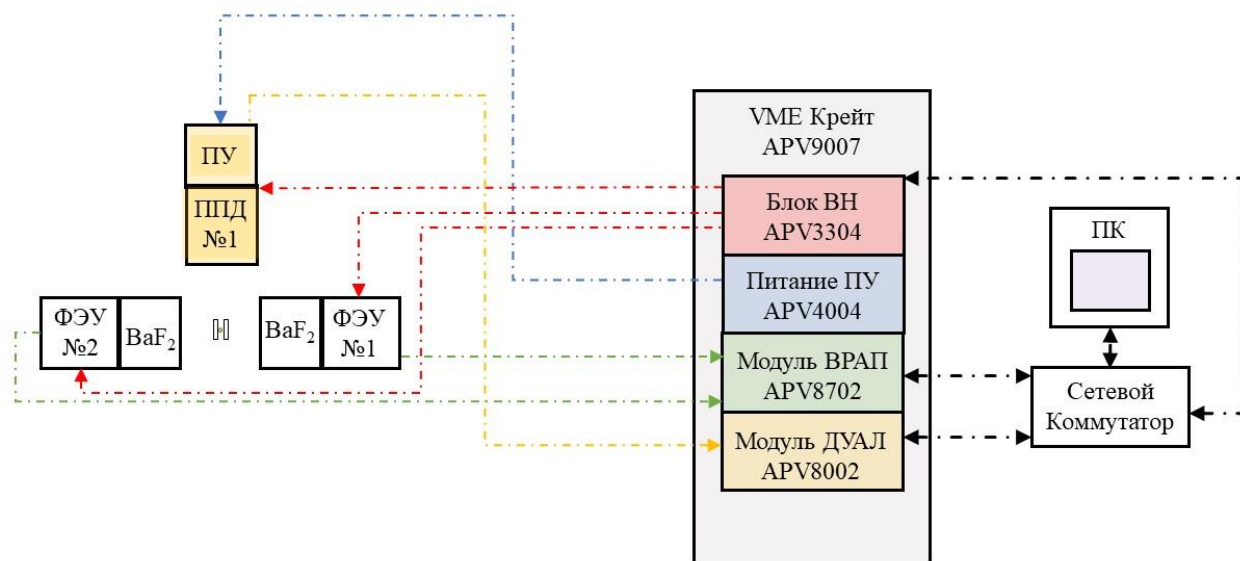 VME Крейт
APV9007
ПУ
ППД
№1
Блок ВН
APV3304
ПК
Питание ПУ
APV4004
ФЭУ
№2
BaF₂
BaF₂
ФЭУ
№1
Модуль ВРАП
APV8702
Сетевой
Коммутатор
Модуль ДУАЛ
APV8002